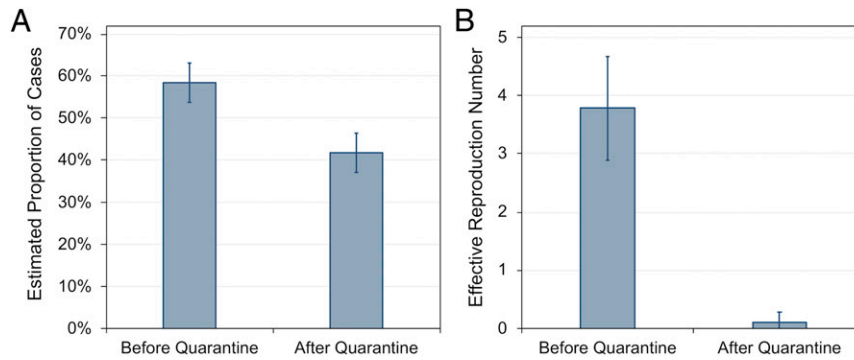 A
Estimated Proportion of Cases
70%
60%
50%
40%
30%
20%
10%
0%
Before Quarantine
After Quarantine
B
Effective Reproduction Number
5
4
3
2
1
0
Before Quarantine
After Quarantine